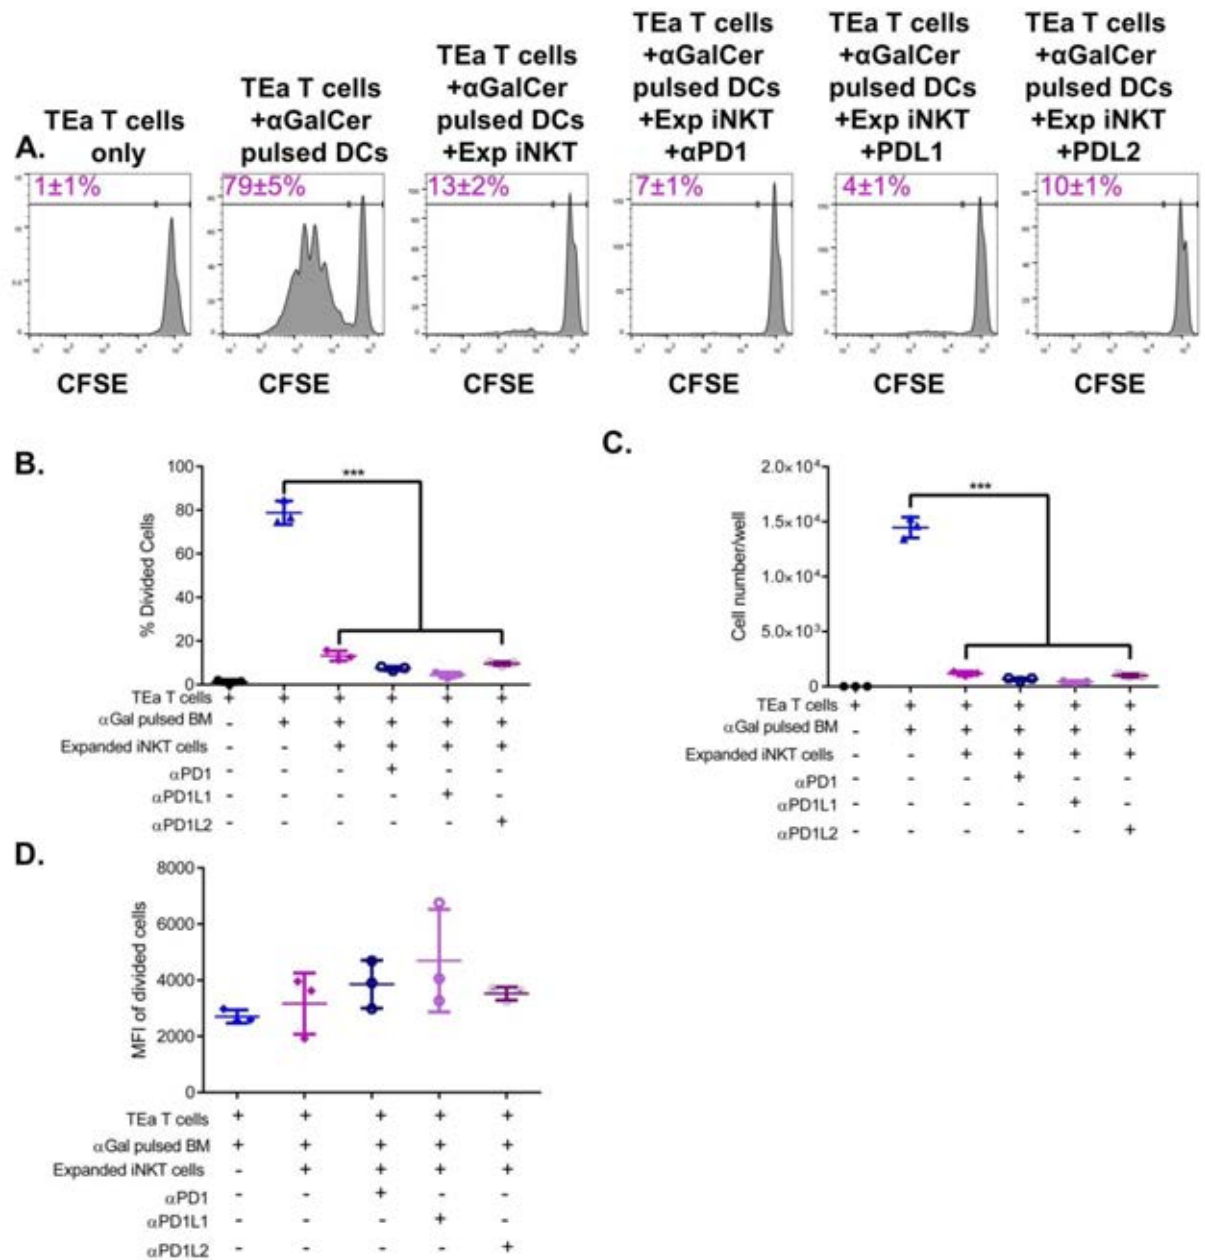 TEa T cells
only
TEa T cells
+αGalCer
pulsed DCs
TEa T cells
+αGalCer
pulsed DCs
+Exp iNKT
TEa T cells
+αGalCer
pulsed DCs
+Exp iNKT
+αPD1
TEa T cells
+αGalCer
pulsed DCs
+Exp iNKT
+PDL1
TEa T cells
+αGalCer
pulsed DCs
+Exp iNKT
+PDL2
A.
1±1% 79±5% 13±2% 7±1% 4±1% 10±1%
CFSE CFSE CFSE CFSE CFSE CFSE
B.
% Divided Cells
100
80
60
40
20
0
***
TEa T cells + + + + + +
αGal pulsed BM - + + + + +
Expanded iNKT cells - - + + + +
αPD1 - - - + - -
αPD1L1 - - - - + -
αPD1L2 - - - - - +
C.
Cell number/well
2.0×10⁴
1.5×10⁴
1.0×10⁴
5.0×10³
0
***
TEa T cells + + + + + +
αGal pulsed BM - + + + + +
Expanded iNKT cells - - + + + +
αPD1 - - - + - -
αPD1L1 - - - - + -
αPD1L2 - - - - - +
D.
MFI of divided cells
8000
6000
4000
2000
0
TEa T cells + + + + +
αGal pulsed BM + + + + +
Expanded iNKT cells - + + + +
αPD1 - - + - -
αPD1L1 - - - + -
αPD1L2 - - - - +